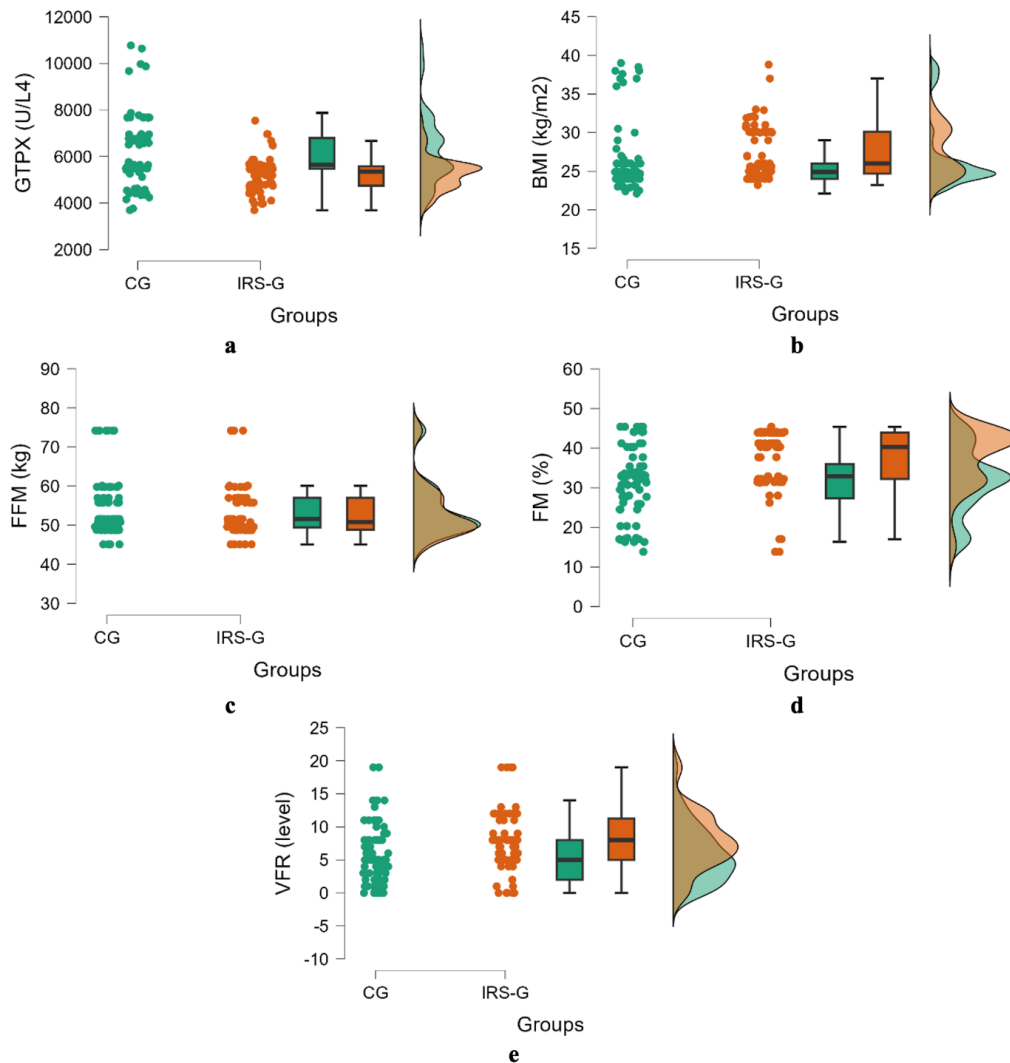 GTPX (U/L4)
12000
10000
8000
6000
4000
2000
CG
IRS-G
Groups
a
BMI (kg/m2)
45
40
35
30
25
20
15
CG
IRS-G
Groups
b
FFM (kg)
90
80
70
60
50
40
30
CG
IRS-G
Groups
c
FM (%)
60
50
40
30
20
10
0
CG
IRS-G
Groups
d
VFR (level)
25
20
15
10
5
0
-5
-10
CG
IRS-G
Groups
e